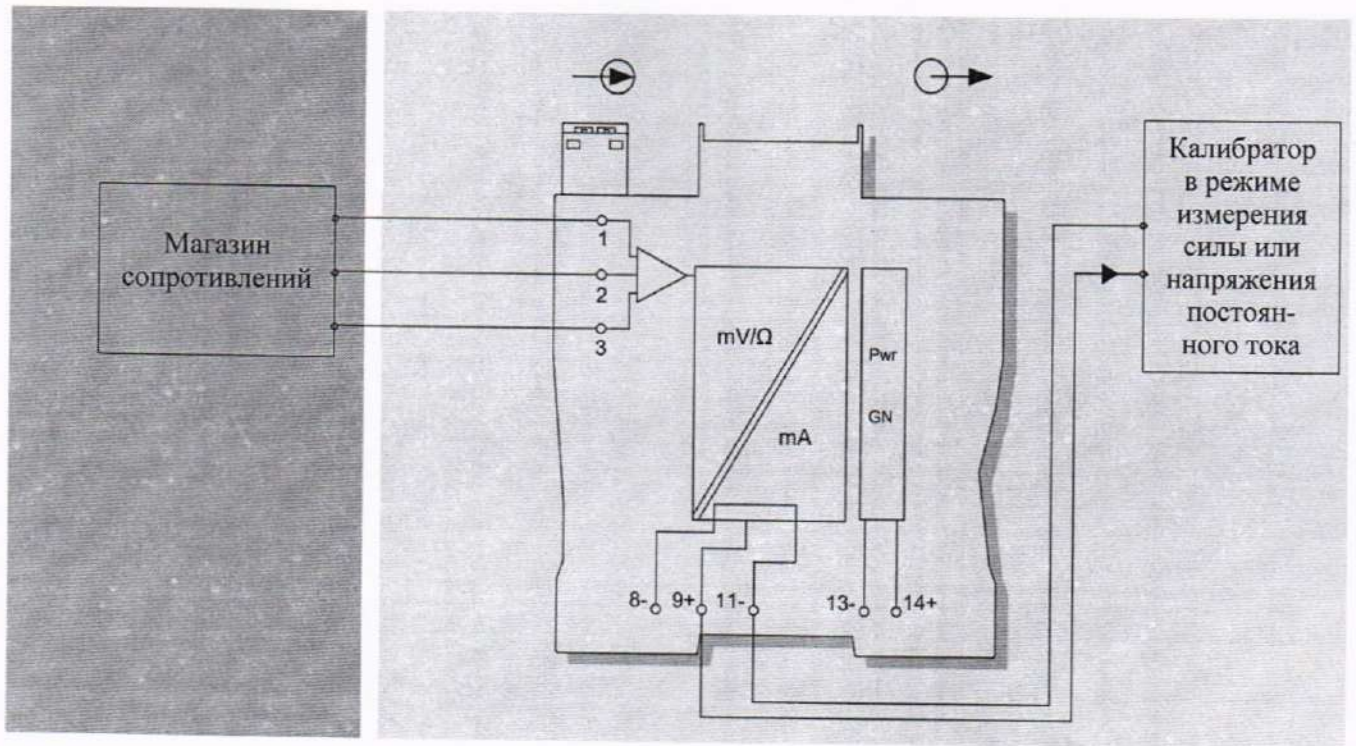 Магазин
сопротивлений
1
2
3
mV/Ω
mA
Pwr
GN
8-
9+
11-
13-
14+
Калибратор
в режиме
измерения
силы или
напряжения
постоян-
ного тока